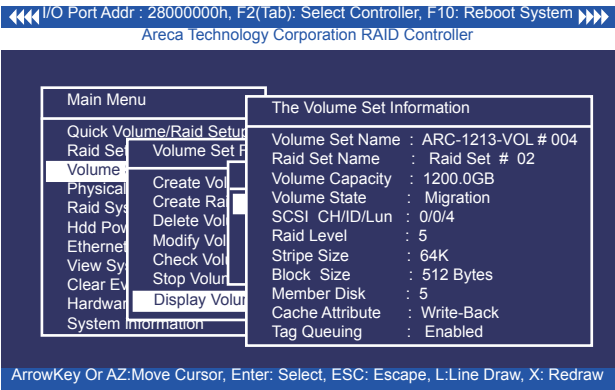 I/O Port Addr : 28000000h, F2(Tab): Select Controller, F10: Reboot System
Areca Technology Corporation RAID Controller
Main Menu
Quick Volume/Raid Setup
Raid Set
Volume
Physical
Raid Sys
Hdd Pow
Ethernet
View Sy
Clear Ev
Hardwar
System Information
Volume Set F
Create Vol
Create Ra
Delete Vol
Modify Vol
Check Vol
Stop Volum
Display Volu
The Volume Set Information
Volume Set Name : ARC-1213-VOL # 004
Raid Set Name : Raid Set # 02
Volume Capacity : 1200.0GB
Volume State : Migration
SCSI CH/ID/Lun : 0/0/4
Raid Level : 5
Stripe Size : 64K
Block Size : 512 Bytes
Member Disk : 5
Cache Attribute : Write-Back
Tag Queuing : Enabled
ArrowKey Or AZ:Move Cursor, Enter: Select, ESC: Escape, L:Line Draw, X: Redraw